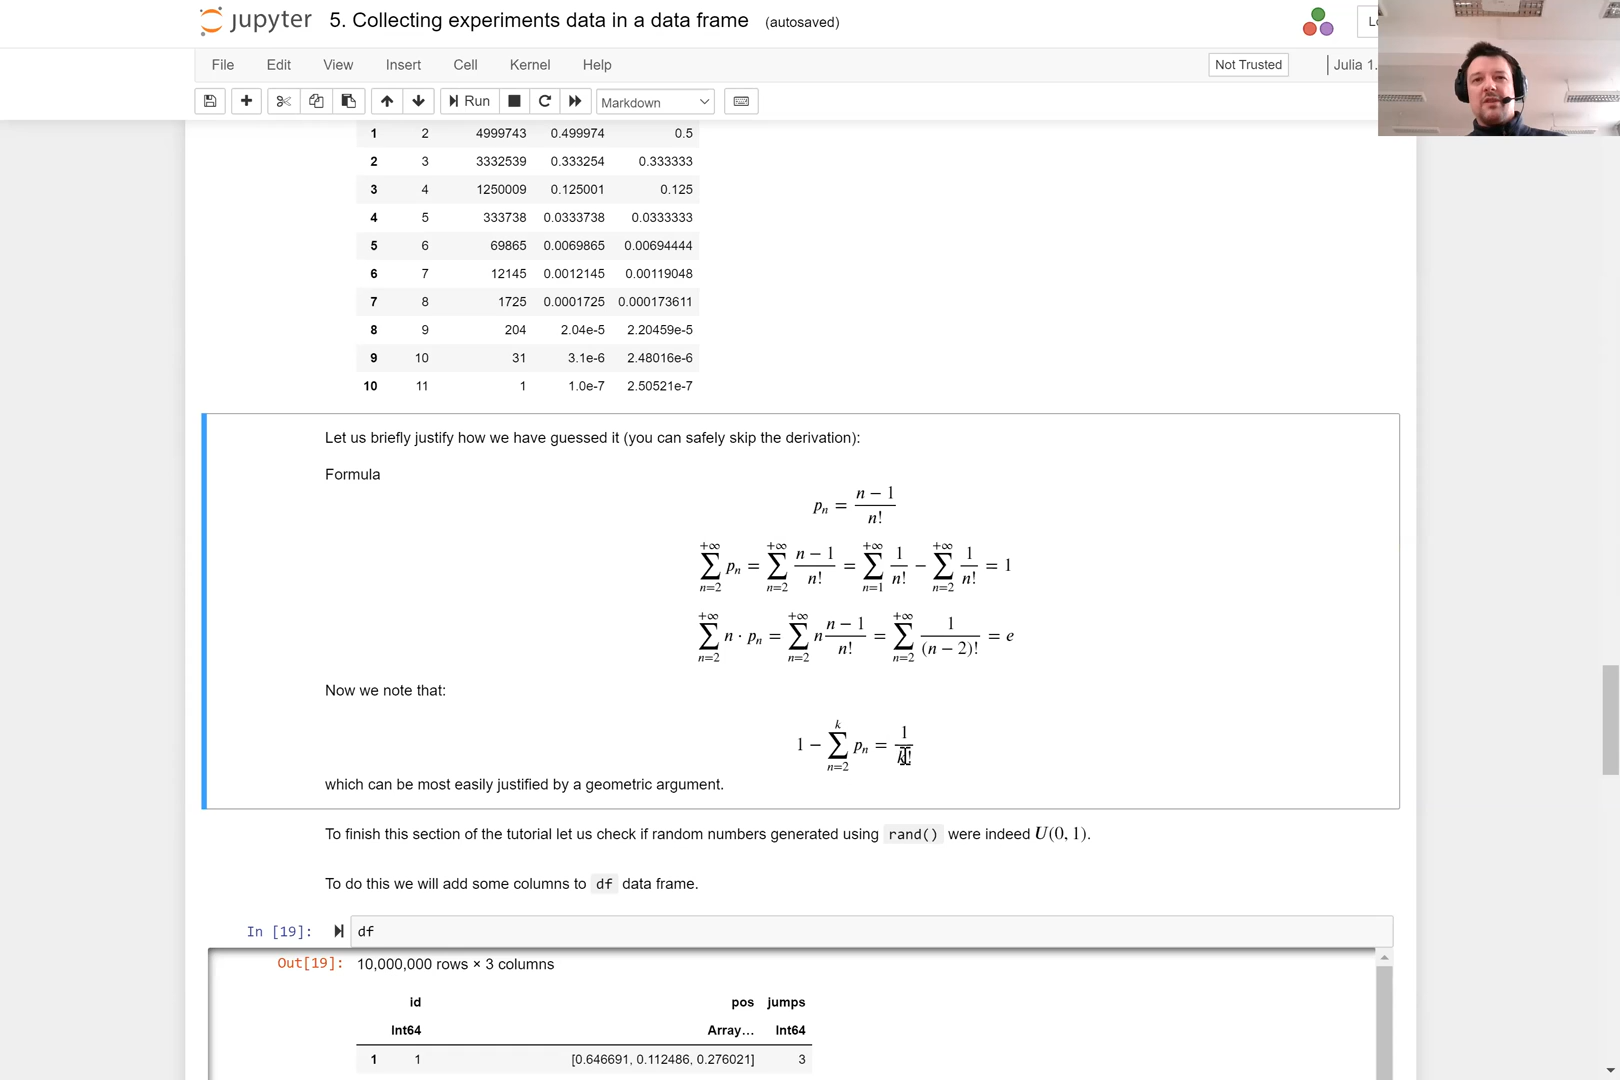 jupyter 5. Collecting experiments data in a data frame (autosaved)
File Edit View Insert Cell Kernel Help Not Trusted Julia 1.
Run Markdown
1 2 4999743 0.499974 0.5
2 3 3332539 0.333254 0.333333
3 4 1250009 0.125001 0.125
4 5 333738 0.0333738 0.0333333
5 6 69865 0.0069865 0.00694444
6 7 12145 0.0012145 0.00119048
7 8 1725 0.0001725 0.000173611
8 9 204 2.04e-5 2.20459e-5
9 10 31 3.1e-6 2.48016e-6
10 11 1 1.0e-7 2.50521e-7
Let us briefly justify how we have guessed it (you can safely skip the derivation):
Formula
pₙ = (n − 1)/n!
∑_{n=2}^{+∞} pₙ = ∑_{n=2}^{+∞} (n − 1)/n! = ∑_{n=1}^{+∞} 1/n! − ∑_{n=2}^{+∞} 1/n! = 1
∑_{n=2}^{+∞} n · pₙ = ∑_{n=2}^{+∞} n (n − 1)/n! = ∑_{n=2}^{+∞} 1/(n − 2)! = e
Now we note that:
1 − ∑_{n=2}^{k} pₙ = 1/k!
which can be most easily justified by a geometric argument.
To finish this section of the tutorial let us check if random numbers generated using rand() were indeed U(0, 1).
To do this we will add some columns to df data frame.
In [19]: df
Out[19]: 10,000,000 rows × 3 columns
id pos jumps
Int64 Array… Int64
1 1 [0.646691, 0.112486, 0.276021] 3